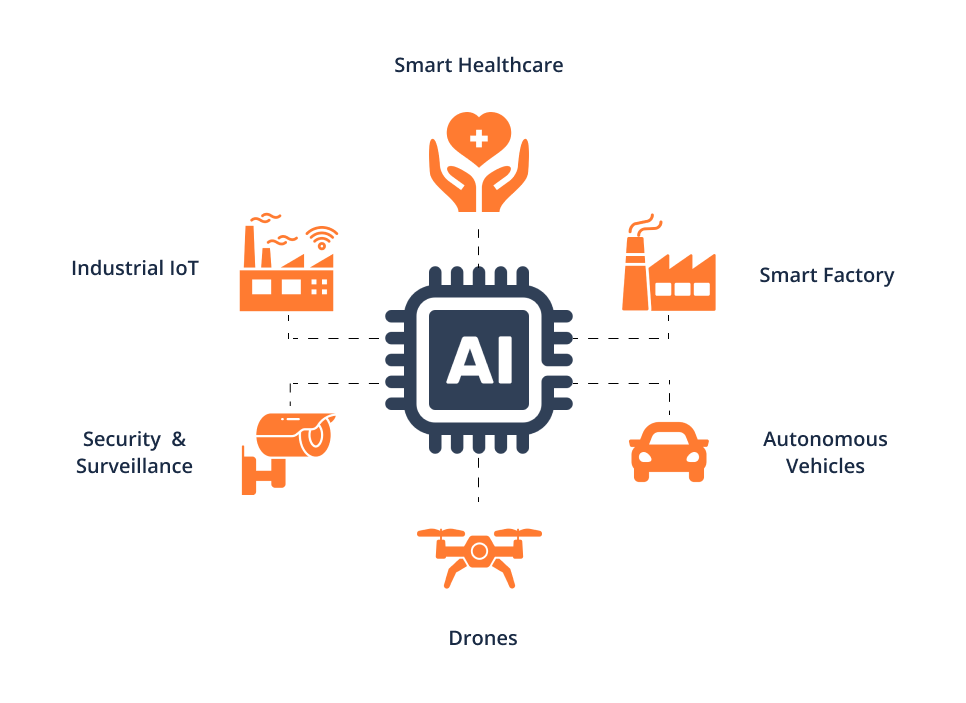 Smart Healthcare
Industrial IoT
Smart Factory
AI
Security  &
Surveillance
Autonomous
Vehicles
Drones